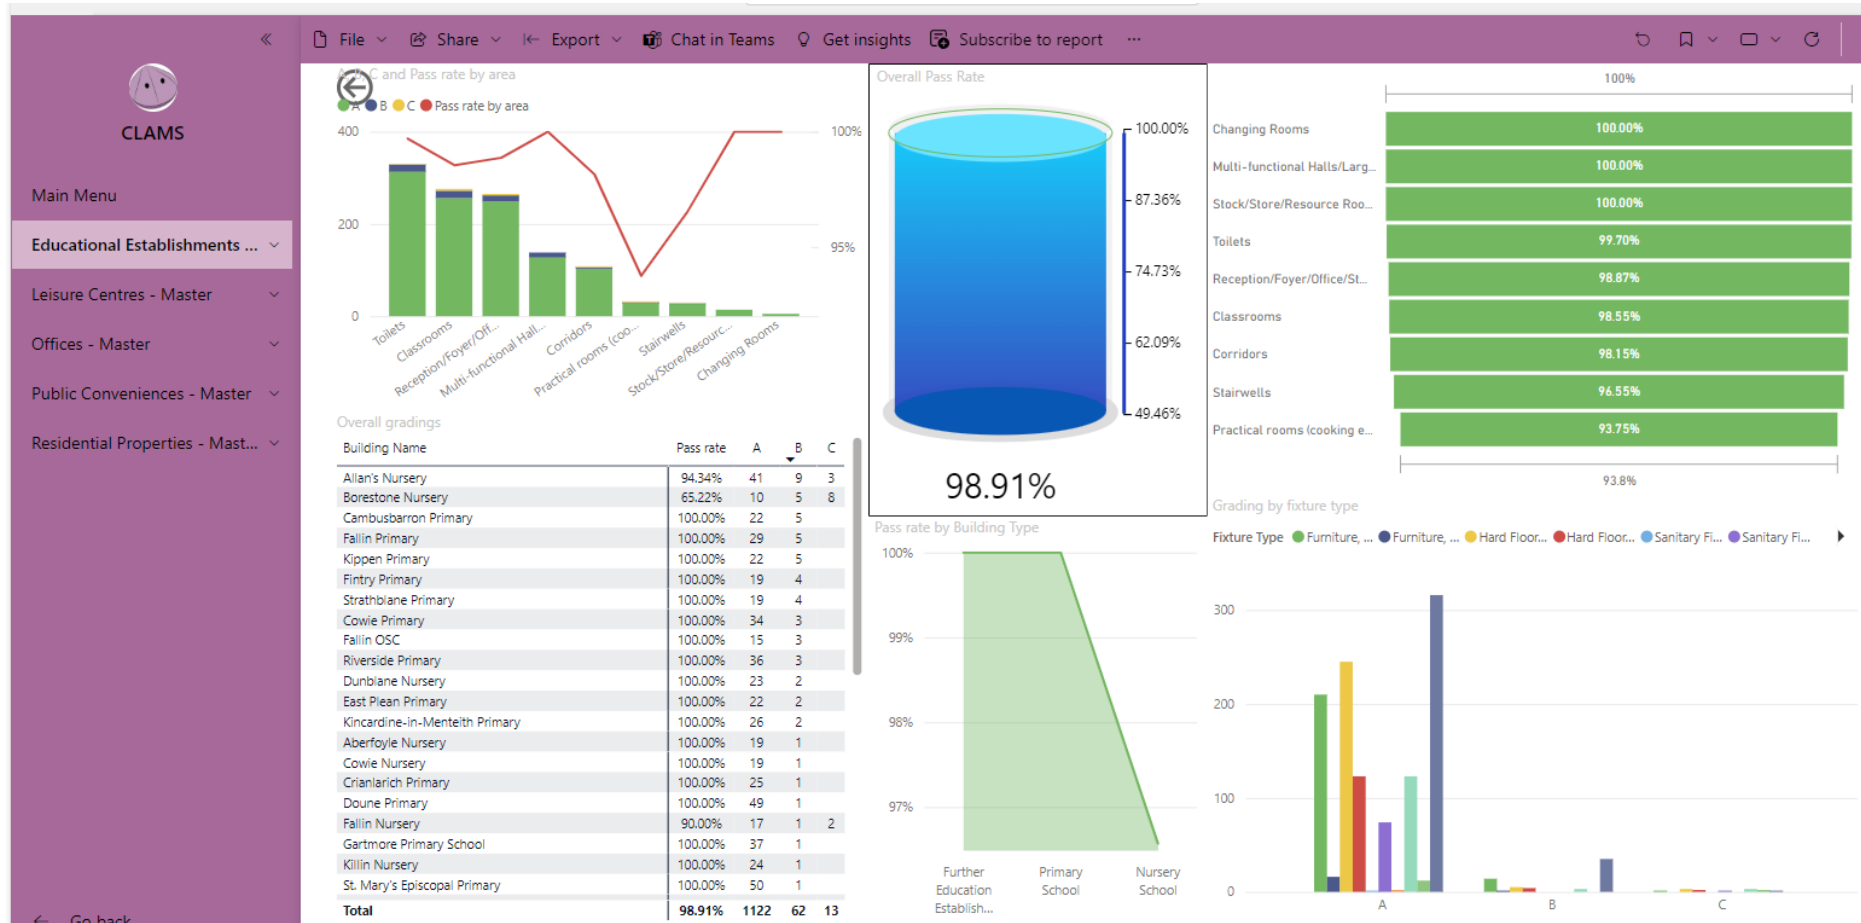 File Share Export Chat in Teams Get insights Subscribe to report ...
CLAMS
Main Menu
Educational Establishments ...
Leisure Centres - Master
Offices - Master
Public Conveniences - Master
Residential Properties - Mast...
Go back
A, B, C and Pass rate by area
A B C Pass rate by area
400
200
0
100%
95%
Toilets
Classrooms
Reception/Foyer/Off...
Multi-functional Hall...
Corridors
Practical rooms (coo...
Stairwells
Stock/Store/Resourc...
Changing Rooms
Overall gradings
Building Name Pass rate A B C
Allan's Nursery 94.34% 41 9 3
Borestone Nursery 65.22% 10 5 8
Cambusbarron Primary 100.00% 22 5
Fallin Primary 100.00% 29 5
Kippen Primary 100.00% 22 5
Fintry Primary 100.00% 19 4
Strathblane Primary 100.00% 19 4
Cowie Primary 100.00% 34 3
Fallin OSC 100.00% 15 3
Riverside Primary 100.00% 36 3
Dunblane Nursery 100.00% 23 2
East Plean Primary 100.00% 22 2
Kincardine-in-Menteith Primary 100.00% 26 2
Aberfoyle Nursery 100.00% 19 1
Cowie Nursery 100.00% 19 1
Crianlarich Primary 100.00% 25 1
Doune Primary 100.00% 49 1
Fallin Nursery 90.00% 17 1 2
Gartmore Primary School 100.00% 37 1
Killin Nursery 100.00% 24 1
St. Mary's Episcopal Primary 100.00% 50 1
Total 98.91% 1122 62 13
Overall Pass Rate
100.00%
87.36%
74.73%
62.09%
49.46%
98.91%
Pass rate by Building Type
100%
99%
98%
97%
Further
Education
Establish...
Primary
School
Nursery
School
100%
Changing Rooms 100.00%
Multi-functional Halls/Larg... 100.00%
Stock/Store/Resource Roo... 100.00%
Toilets 99.70%
Reception/Foyer/Office/St... 98.87%
Classrooms 98.55%
Corridors 98.15%
Stairwells 96.55%
Practical rooms (cooking e... 93.75%
93.8%
Grading by fixture type
Fixture Type Furniture, ... Furniture, ... Hard Floor... Hard Floor... Sanitary Fi... Sanitary Fi...
300
200
100
0
A B C